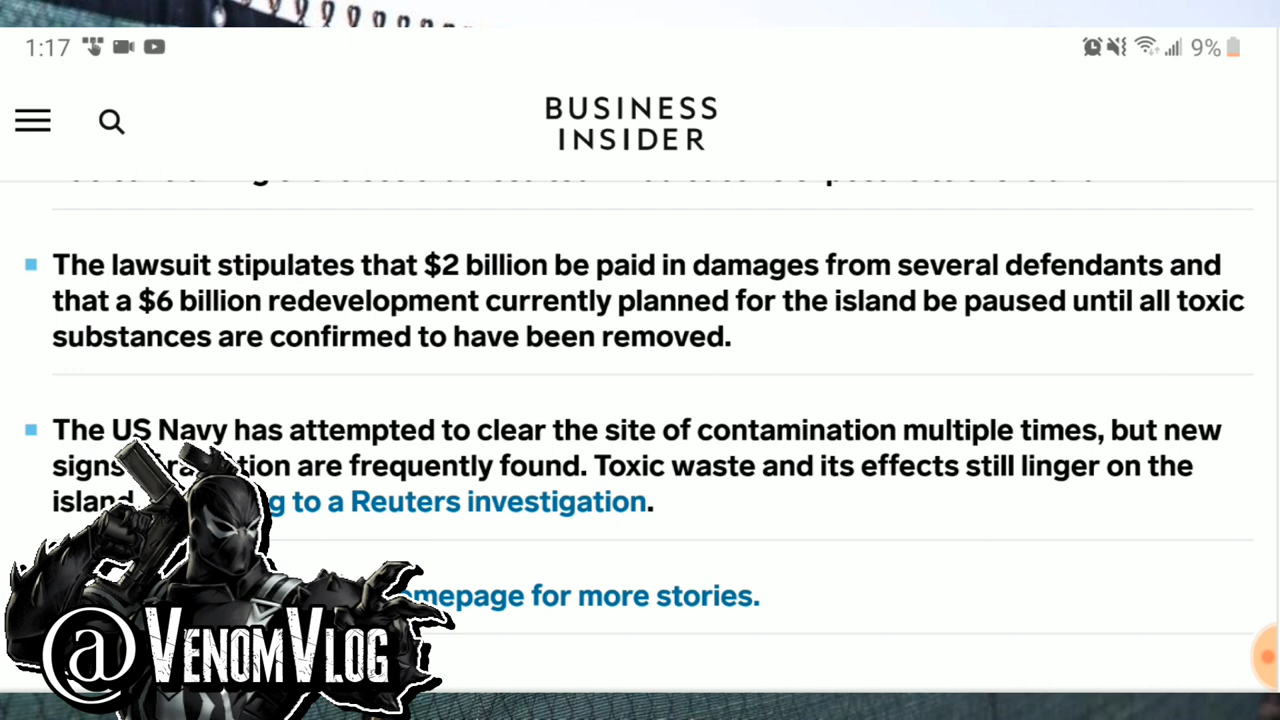 1:17
9%
BUSINESS
INSIDER
The lawsuit stipulates that $2 billion be paid in damages from several defendants and
that a $6 billion redevelopment currently planned for the island be paused until all toxic
substances are confirmed to have been removed.
The US Navy has attempted to clear the site of contamination multiple times, but new
signs are frequently found. Toxic waste and its effects still linger on the
to a Reuters investigation.
for more stories.
@VENOMVLOG